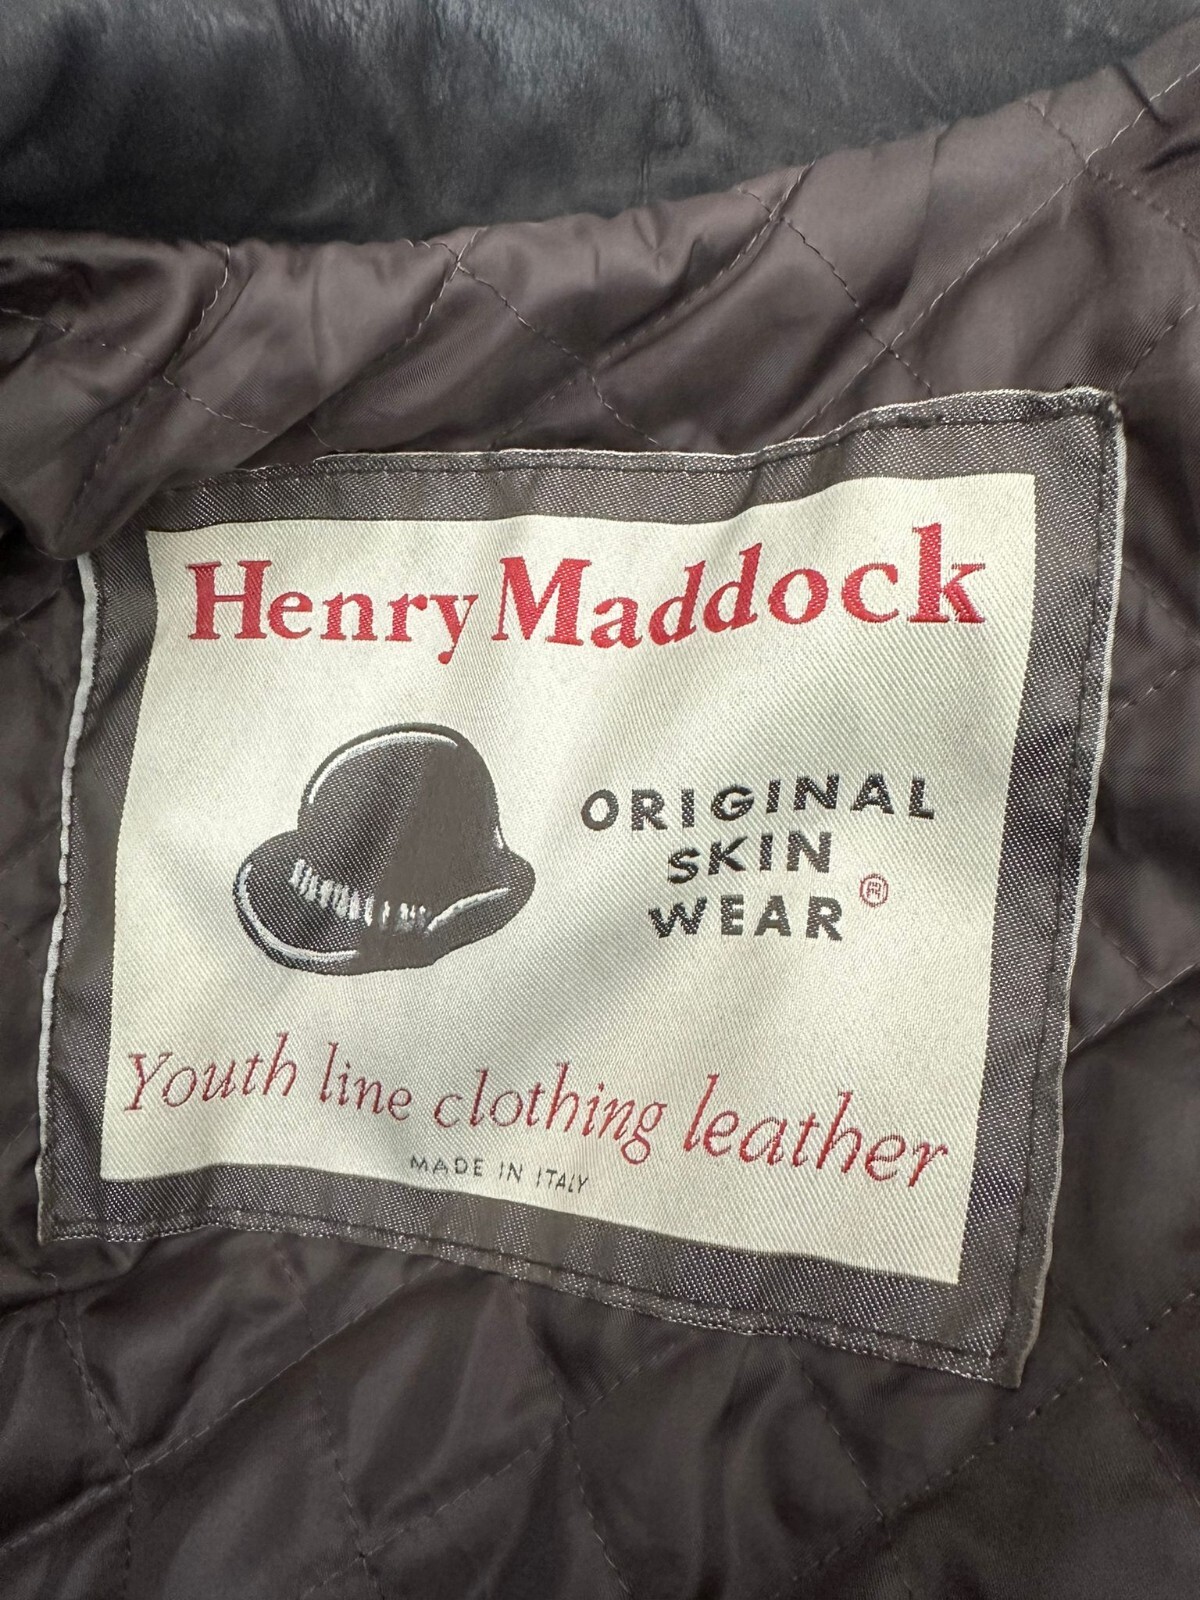 Henry Maddock
ORIGINAL
SKIN
WEAR®
Youth line clothing leather
MADE IN ITALY